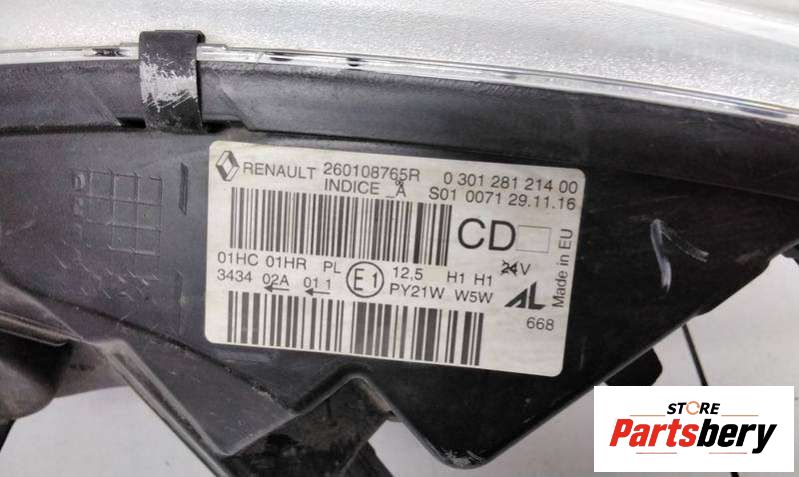 RENAULT 260108765R 0 301 281 214 00
INDICE _A S01 0071 29.11.16
CD
Made in EU
01HC 01HR PL E1 12.5 H1 H1 24V
3434 02A 01 1 PY21W W5W AL
668
STORE
Partsbery